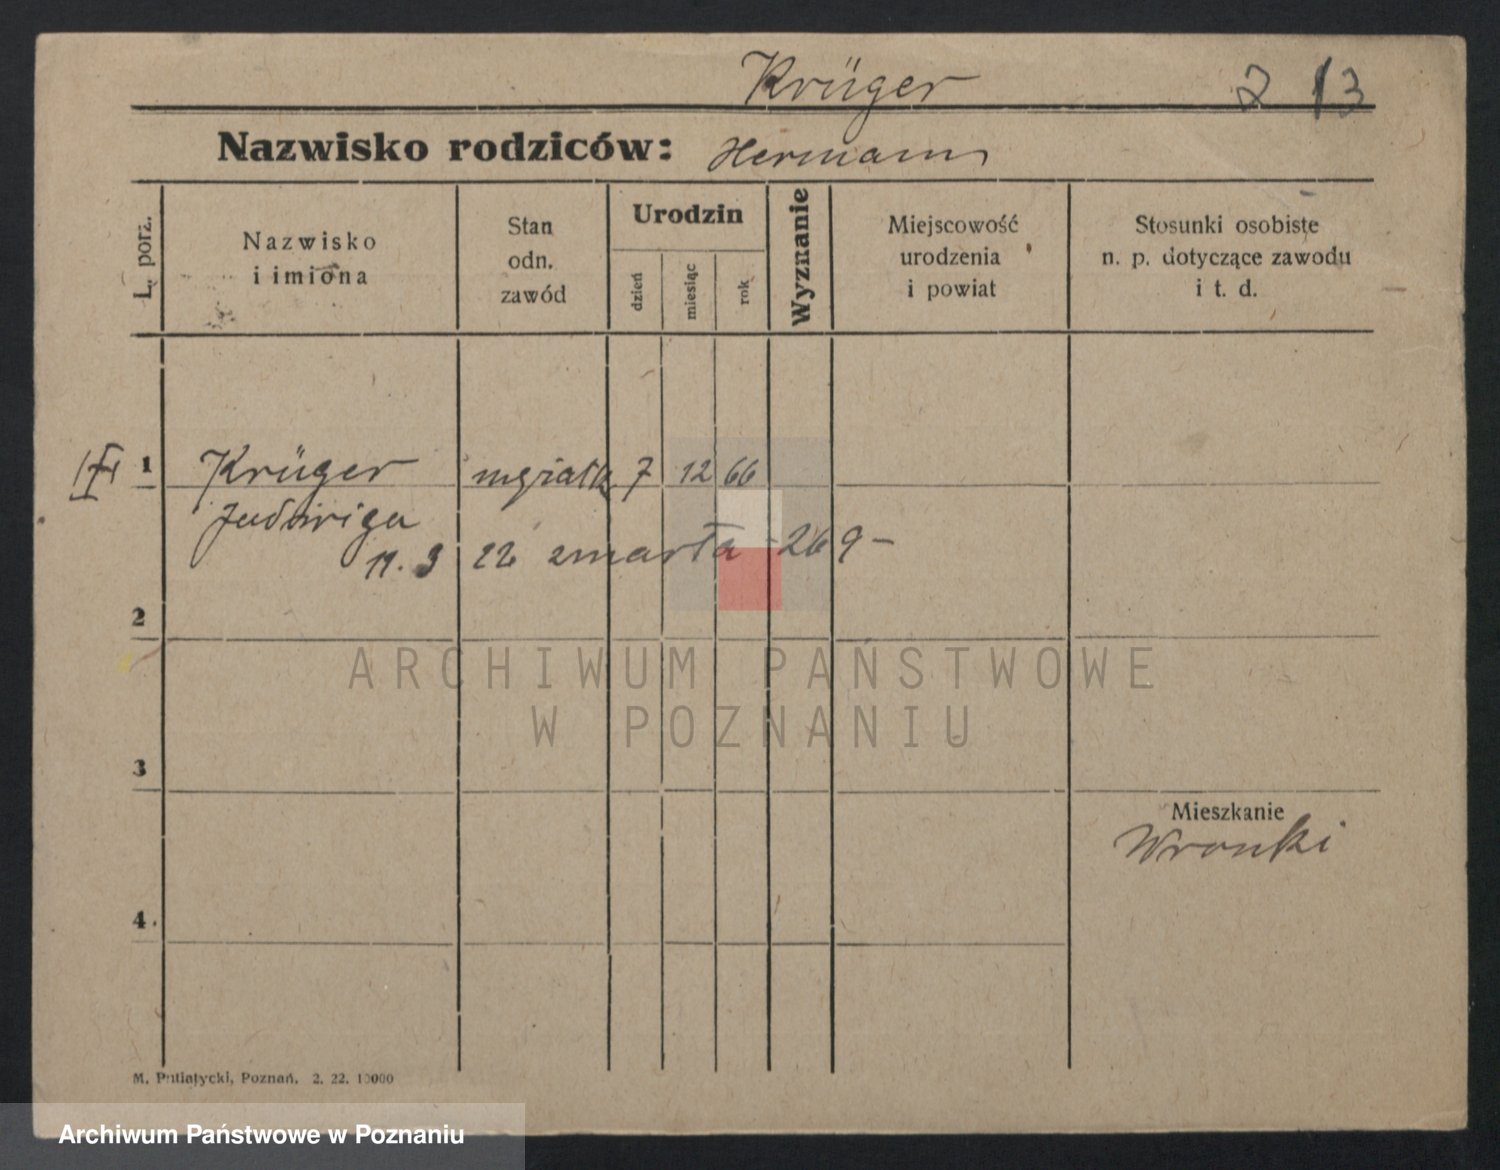 Krüger 2 13
Nazwisko rodziców: Hermann
L. porz.
Nazwisko
i imiona
Stan
odn.
zawód
Urodzin
dzień
miesiąc
rok
Wyznanie
Miejscowość
urodzenia
i powiat
Stosunki osobiste
n. p. dotyczące zawodu
i t. d.
1 Krüger 7 12 66
Jadwiga
11. 3 22 zmarła - 269 -
2
ARCHIWUM PAŃSTWOWE
W POZNANIU
3
Mieszkanie
Wronki
4.
M. Putiatycki, Poznań. 2. 22. 10000
Archiwum Państwowe w Poznaniu